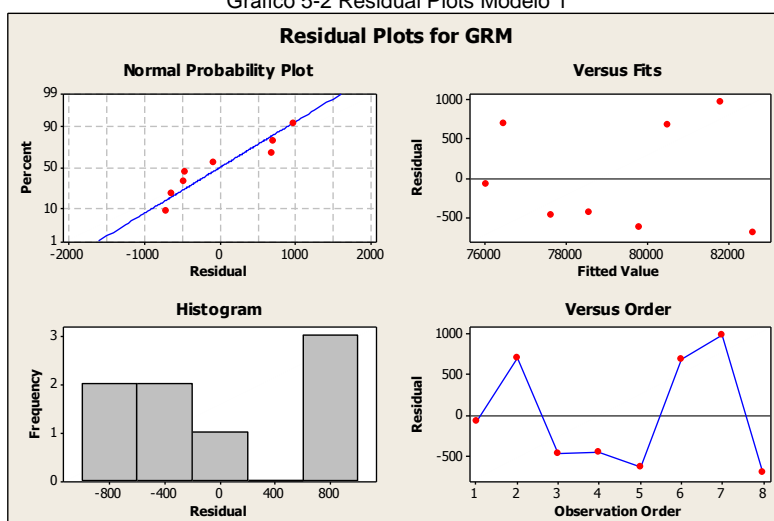 Gráfico 5-2 Residual Plots Modelo 1
Residual Plots for GRM
Normal Probability Plot
99
90
50
10
1
Percent
-2000 -1000 0 1000 2000
Residual
Versus Fits
1000
500
0
-500
Residual
76000 78000 80000 82000
Fitted Value
Histogram
3
2
1
0
Frequency
-800 -400 0 400 800
Residual
Versus Order
1000
500
0
-500
Residual
1 2 3 4 5 6 7 8
Observation Order